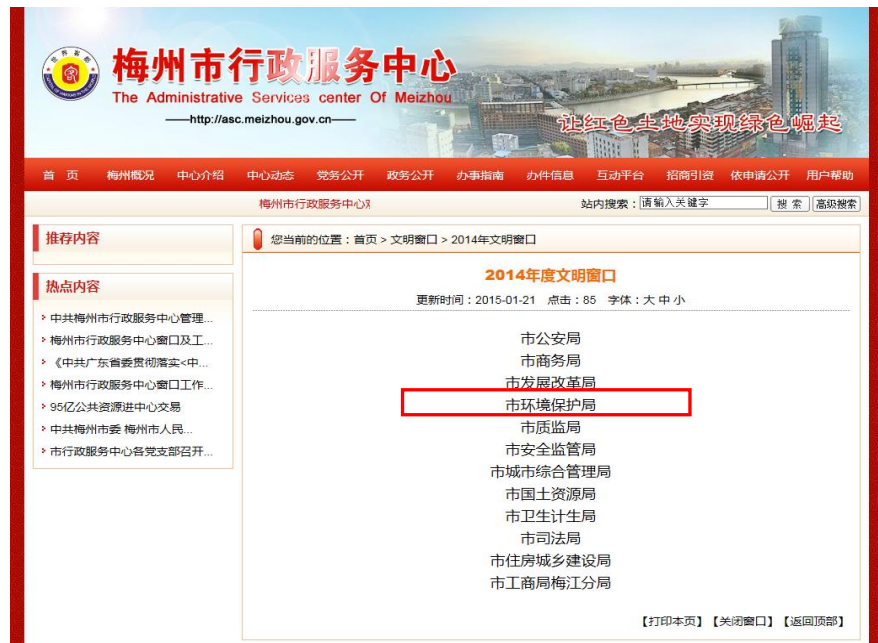 梅州市行政服务中心
The Administrative Services center Of Meizhou
——http://asc.meizhou.gov.cn——
让红色土地实现绿色崛起
首 页 梅州概况 中心介绍 中心动态 党务公开 政务公开 办事指南 办件信息 互动平台 招商引资 依申请公开 用户帮助
梅州市行政服务中心 站内搜索：请输入关键字 搜 索 高级搜索
推荐内容
热点内容
中共梅州市行政服务中心管理...
梅州市行政服务中心窗口及工...
《中共广东省委贯彻落实<中...
梅州市行政服务中心窗口工作...
95亿公共资源进中心交易
中共梅州市委 梅州市人民...
市行政服务中心各党支部召开...
您当前的位置：首页 > 文明窗口 > 2014年文明窗口
2014年度文明窗口
更新时间：2015-01-21 点击：85 字体：大 中 小
市公安局
市商务局
市发展改革局
市环境保护局
市质监局
市安全监管局
市城市综合管理局
市国土资源局
市卫生计生局
市司法局
市住房城乡建设局
市工商局梅江分局
【打印本页】【关闭窗口】【返回顶部】